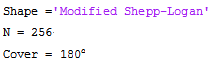 Shape ='Modified Shepp-Logan'
N = 256
Cover = 180°